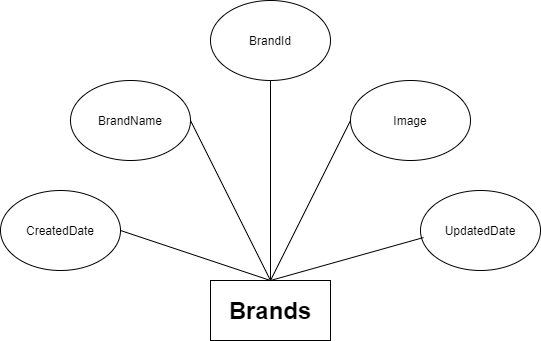 BrandId
BrandName
Image
CreatedDate
UpdatedDate
Brands